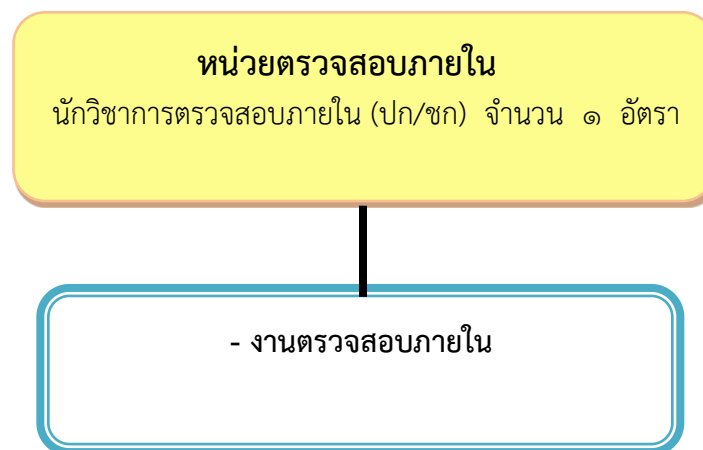 หน่วยตรวจสอบภายใน
นักวิชาการตรวจสอบภายใน (ปก/ชก) จำนวน ๑ อัตรา
- งานตรวจสอบภายใน